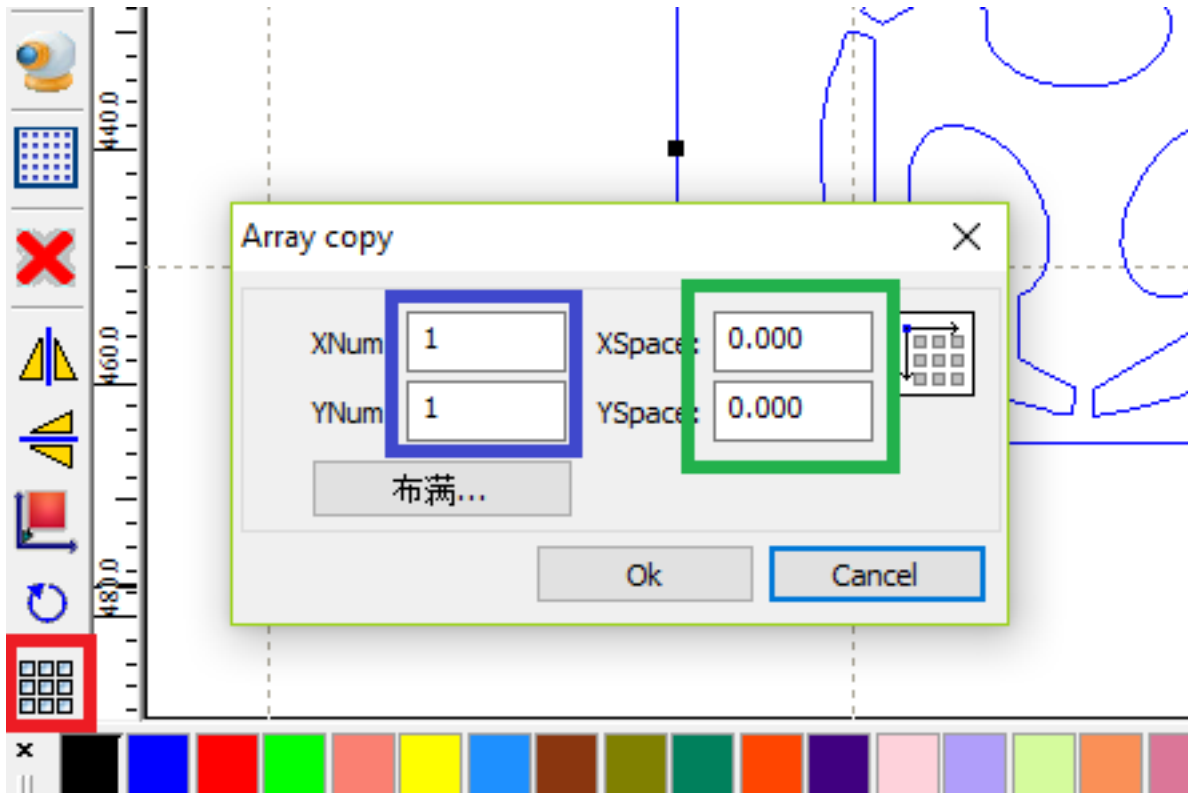 440.0
Array copy
XNum 1 XSpace: 0.000
YNum 1 YSpace: 0.000
460.0
布满...
Ok Cancel
480.0